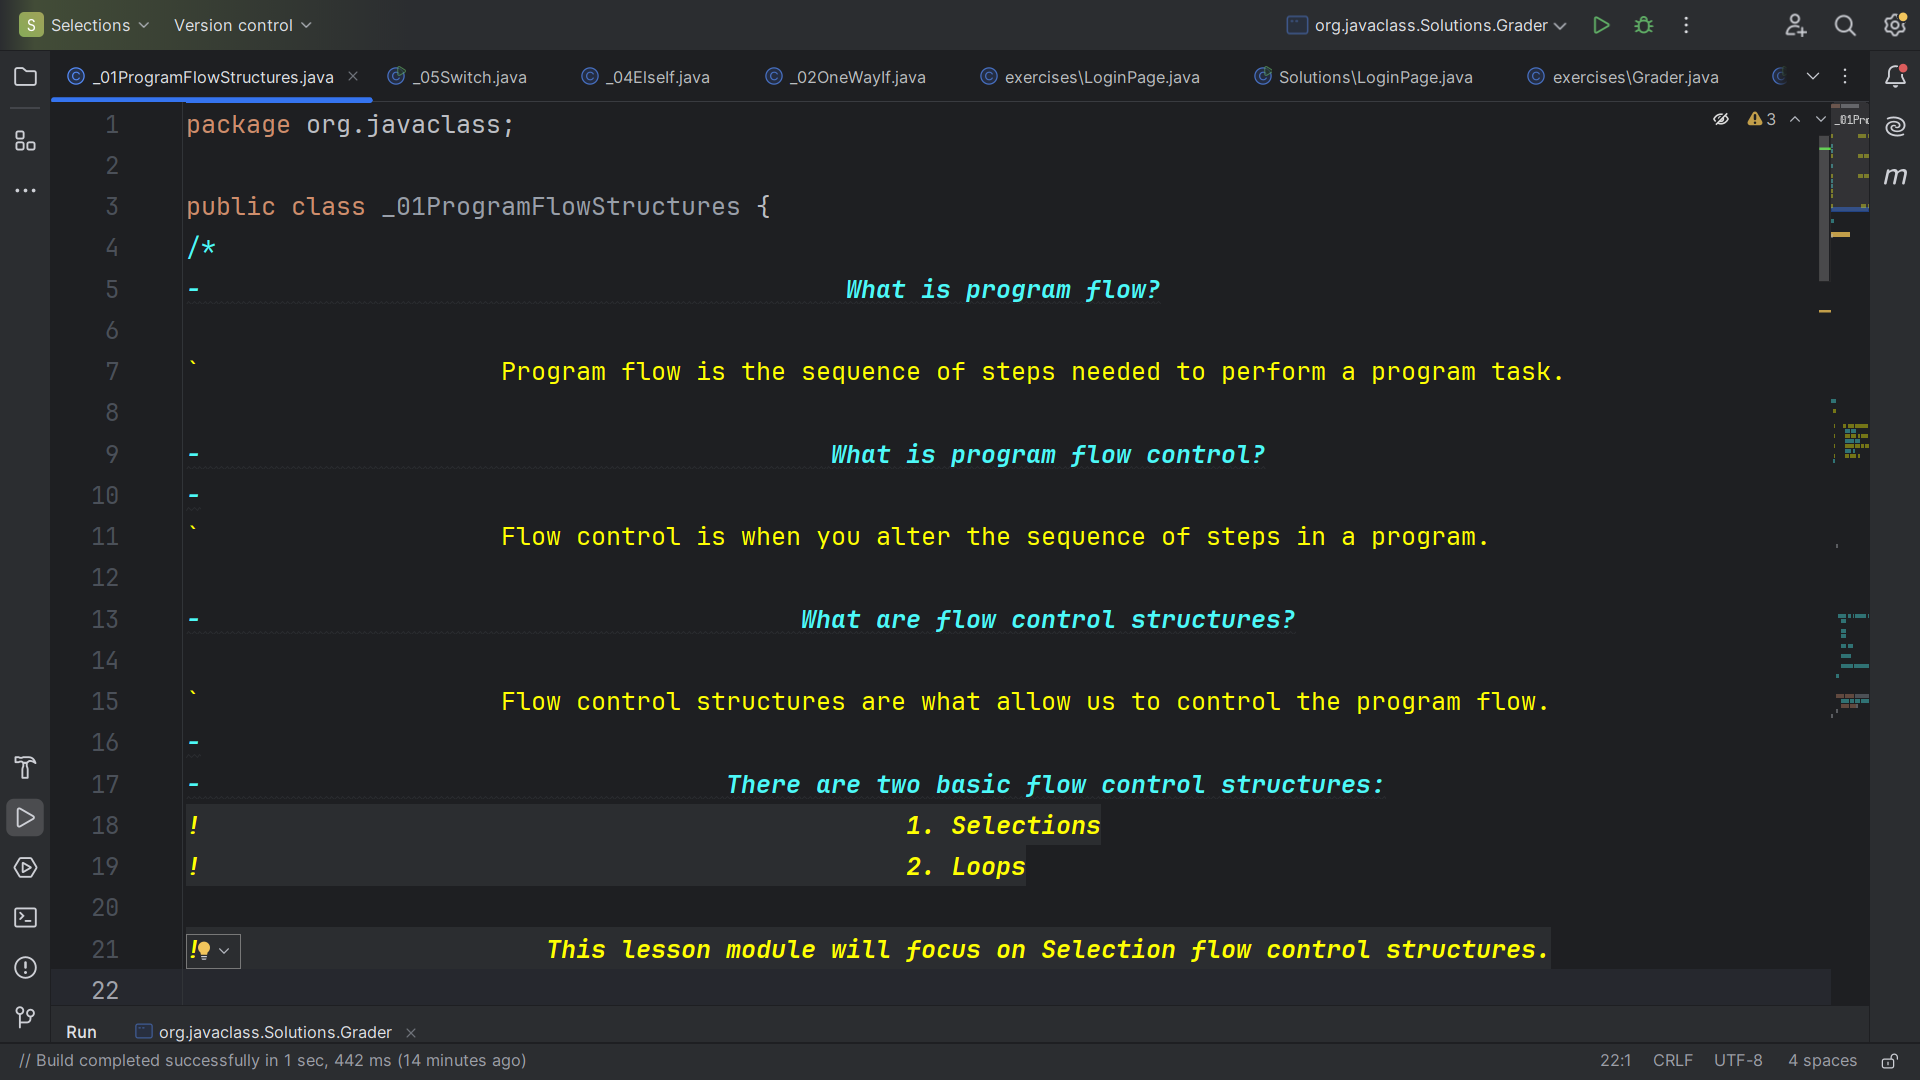 S Selections Version control org.javaclass.Solutions.Grader
_01ProgramFlowStructures.java _05Switch.java _04ElseIf.java _02OneWayIf.java exercises\LoginPage.java Solutions\LoginPage.java exercises\Grader.java
1 package org.javaclass; 3
2
3 public class _01ProgramFlowStructures {
4 /*
5 - What is program flow?
6
7 ` Program flow is the sequence of steps needed to perform a program task.
8
9 - What is program flow control?
10 -
11 ` Flow control is when you alter the sequence of steps in a program.
12
13 - What are flow control structures?
14
15 ` Flow control structures are what allow us to control the program flow.
16 -
17 - There are two basic flow control structures:
18 ! 1. Selections
19 ! 2. Loops
20
21 ! This lesson module will focus on Selection flow control structures.
22
Run org.javaclass.Solutions.Grader
// Build completed successfully in 1 sec, 442 ms (14 minutes ago) 22:1 CRLF UTF-8 4 spaces